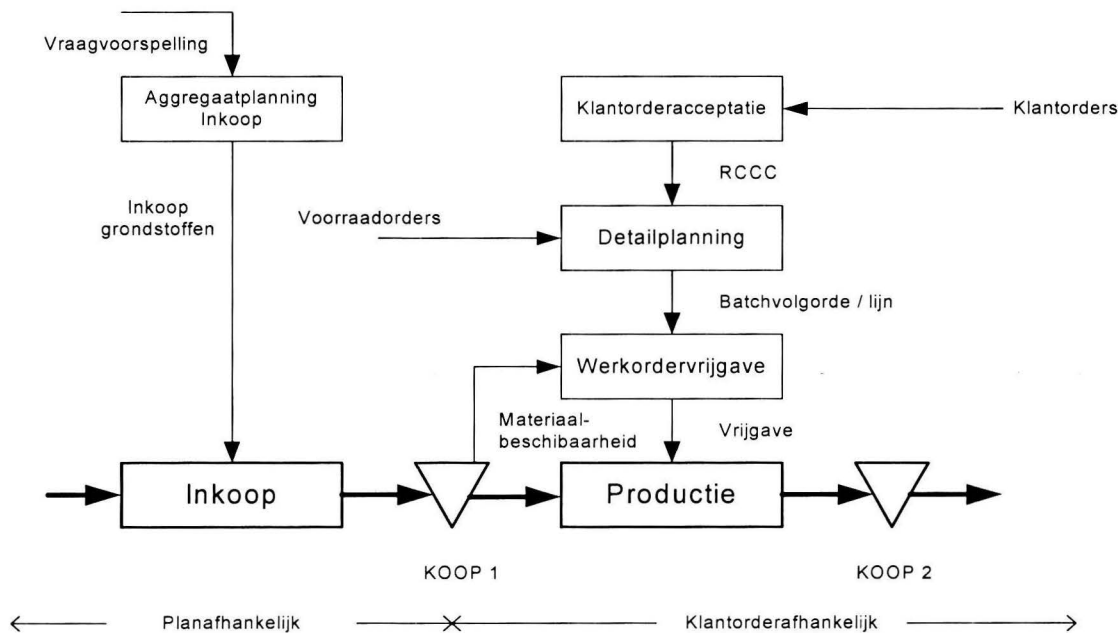 Vraagvoorspelling
Aggregaatplanning
Inkoop
Klantorderacceptatie
Klantorders
RCCC
Inkoop
grondstoffen
Voorraadorders
Detailplanning
Batchvolgorde / lijn
Werkordervrijgave
Materiaal-
beschibaarheid
Vrijgave
Inkoop
Productie
KOOP 1
KOOP 2
Planafhankelijk
Klantorderafhankelijk